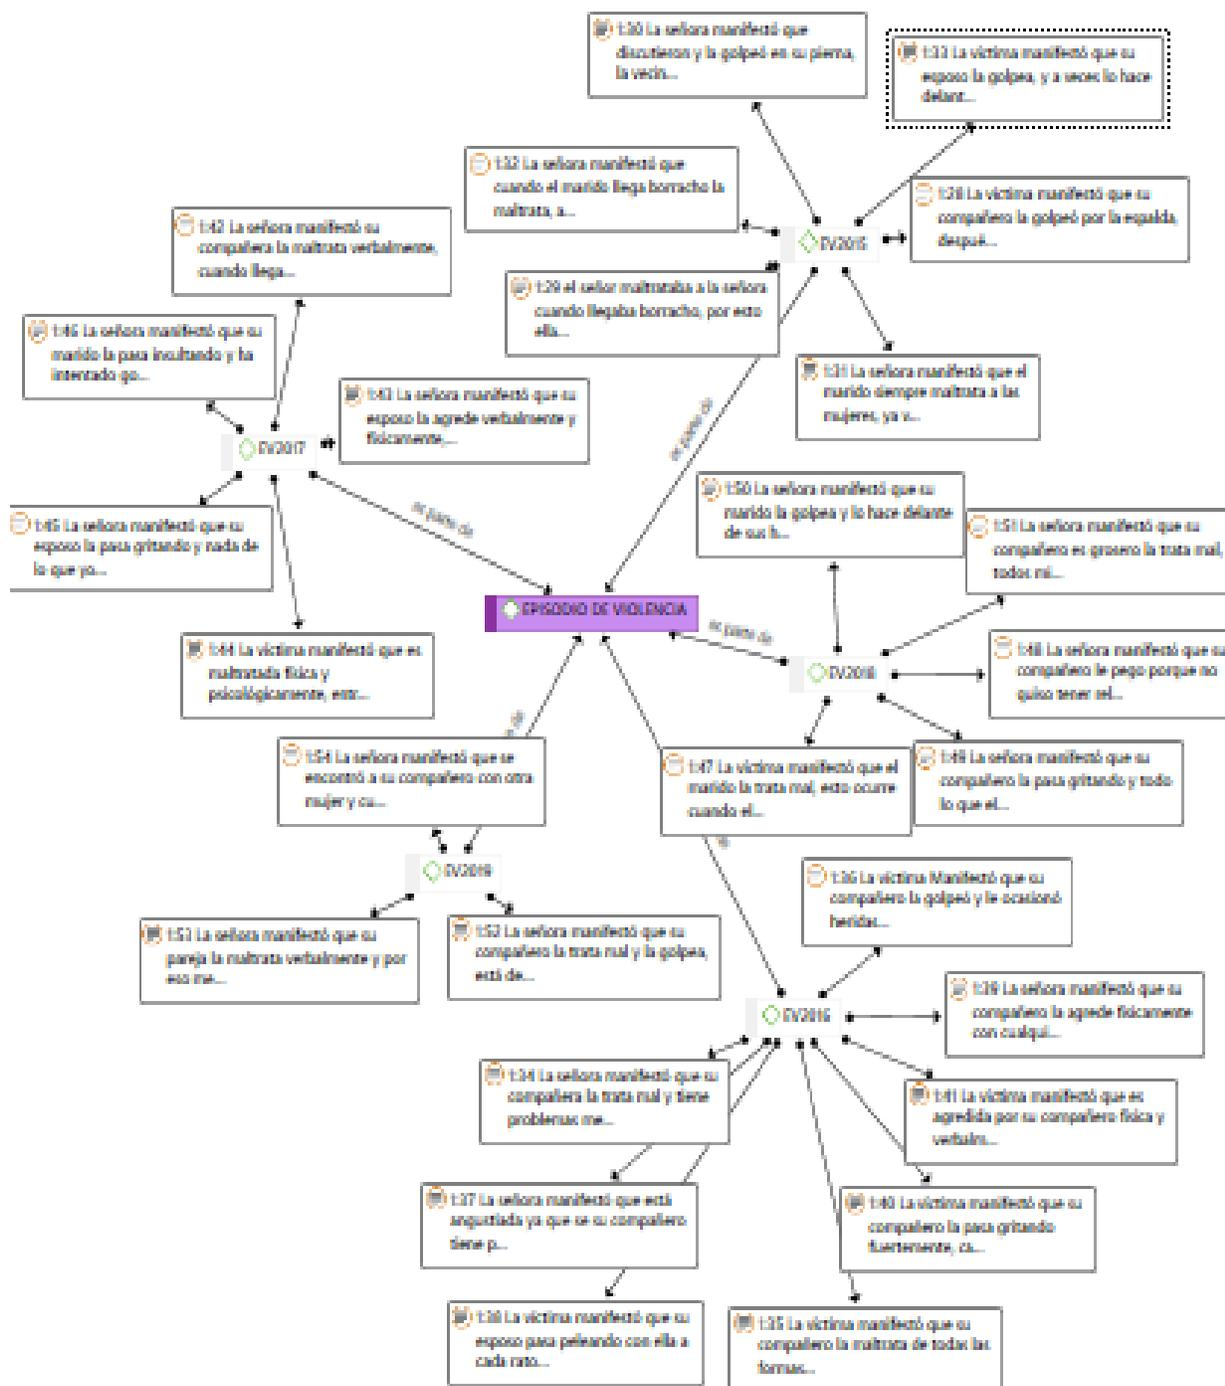 1:30 La señora manifestó que
discutieron y la golpeó en su pierna,
la vecin...
1:33 La víctima manifestó que su
esposo la golpea, y a veces lo hace
delant...
1:32 La señora manifestó que
cuando el marido llega borracho la
maltrata, a...
1:28 La víctima manifestó que su
compañero la golpeó por la espalda,
despué...
1:42 La señora manifestó su
compañera la maltrata verbalmente,
cuando llega...
EV2015
1:29 el señor maltrataba a la señora
cuando llegaba borracho, por esto
ella...
1:46 La señora manifestó que su
marido la pasa insultando y ha
intentado go...
1:31 La señora manifestó que el
marido siempre maltrata a las
mujeres, ya v...
1:43 La señora manifestó que su
esposo la agrede verbalmente y
físicamente,...
es parte de
EV2017
1:50 La señora manifestó que su
marido la golpea y lo hace delante
de sus h...
es parte de
1:45 La señora manifestó que su
esposo la pasa gritando y nada de
lo que yo...
1:51 La señora manifestó que su
compañero es grosero la trata mal,
todos mi...
EPISODIO DE VIOLENCIA
es parte de
1:44 La víctima manifestó que es
maltratada física y
psicológicamente, entr...
EV2018
1:48 La señora manifestó que su
compañero le pego porque no
quiso tener rel...
de
1:54 La señora manifestó que se
encontró a su compañero con otra
mujer y cu...
1:47 La víctima manifestó que el
marido la trata mal, esto ocurre
cuando el...
1:49 La señora manifestó que su
compañero la pasa gritando y todo
lo que el...
EV2019
1:36 La víctima Manifestó que su
compañero la golpeó y le ocasionó
heridas...
1:53 La señora manifestó que su
pareja la maltrata verbalmente y por
eso me...
1:52 La señora manifestó que su
compañero la trata mal y la golpea,
está de...
1:39 La señora manifestó que su
compañero la agrede físicamente
con cualqui...
EV2016
1:34 La señora manifestó que su
compañera la trata mal y tiene
problemas me...
1:41 La víctima manifestó que es
agredida por su compañero física y
verbalm...
1:37 La señora manifestó que está
angustiada ya que se su compañero
tiene p...
1:40 La víctima manifestó que su
compañero la pasa gritando
fuertemente, ca...
1:38 La víctima manifestó que su
esposo pasa peleando con ella a
cada rato...
1:35 La víctima manifestó que su
compañero la maltrata de todas las
formas...